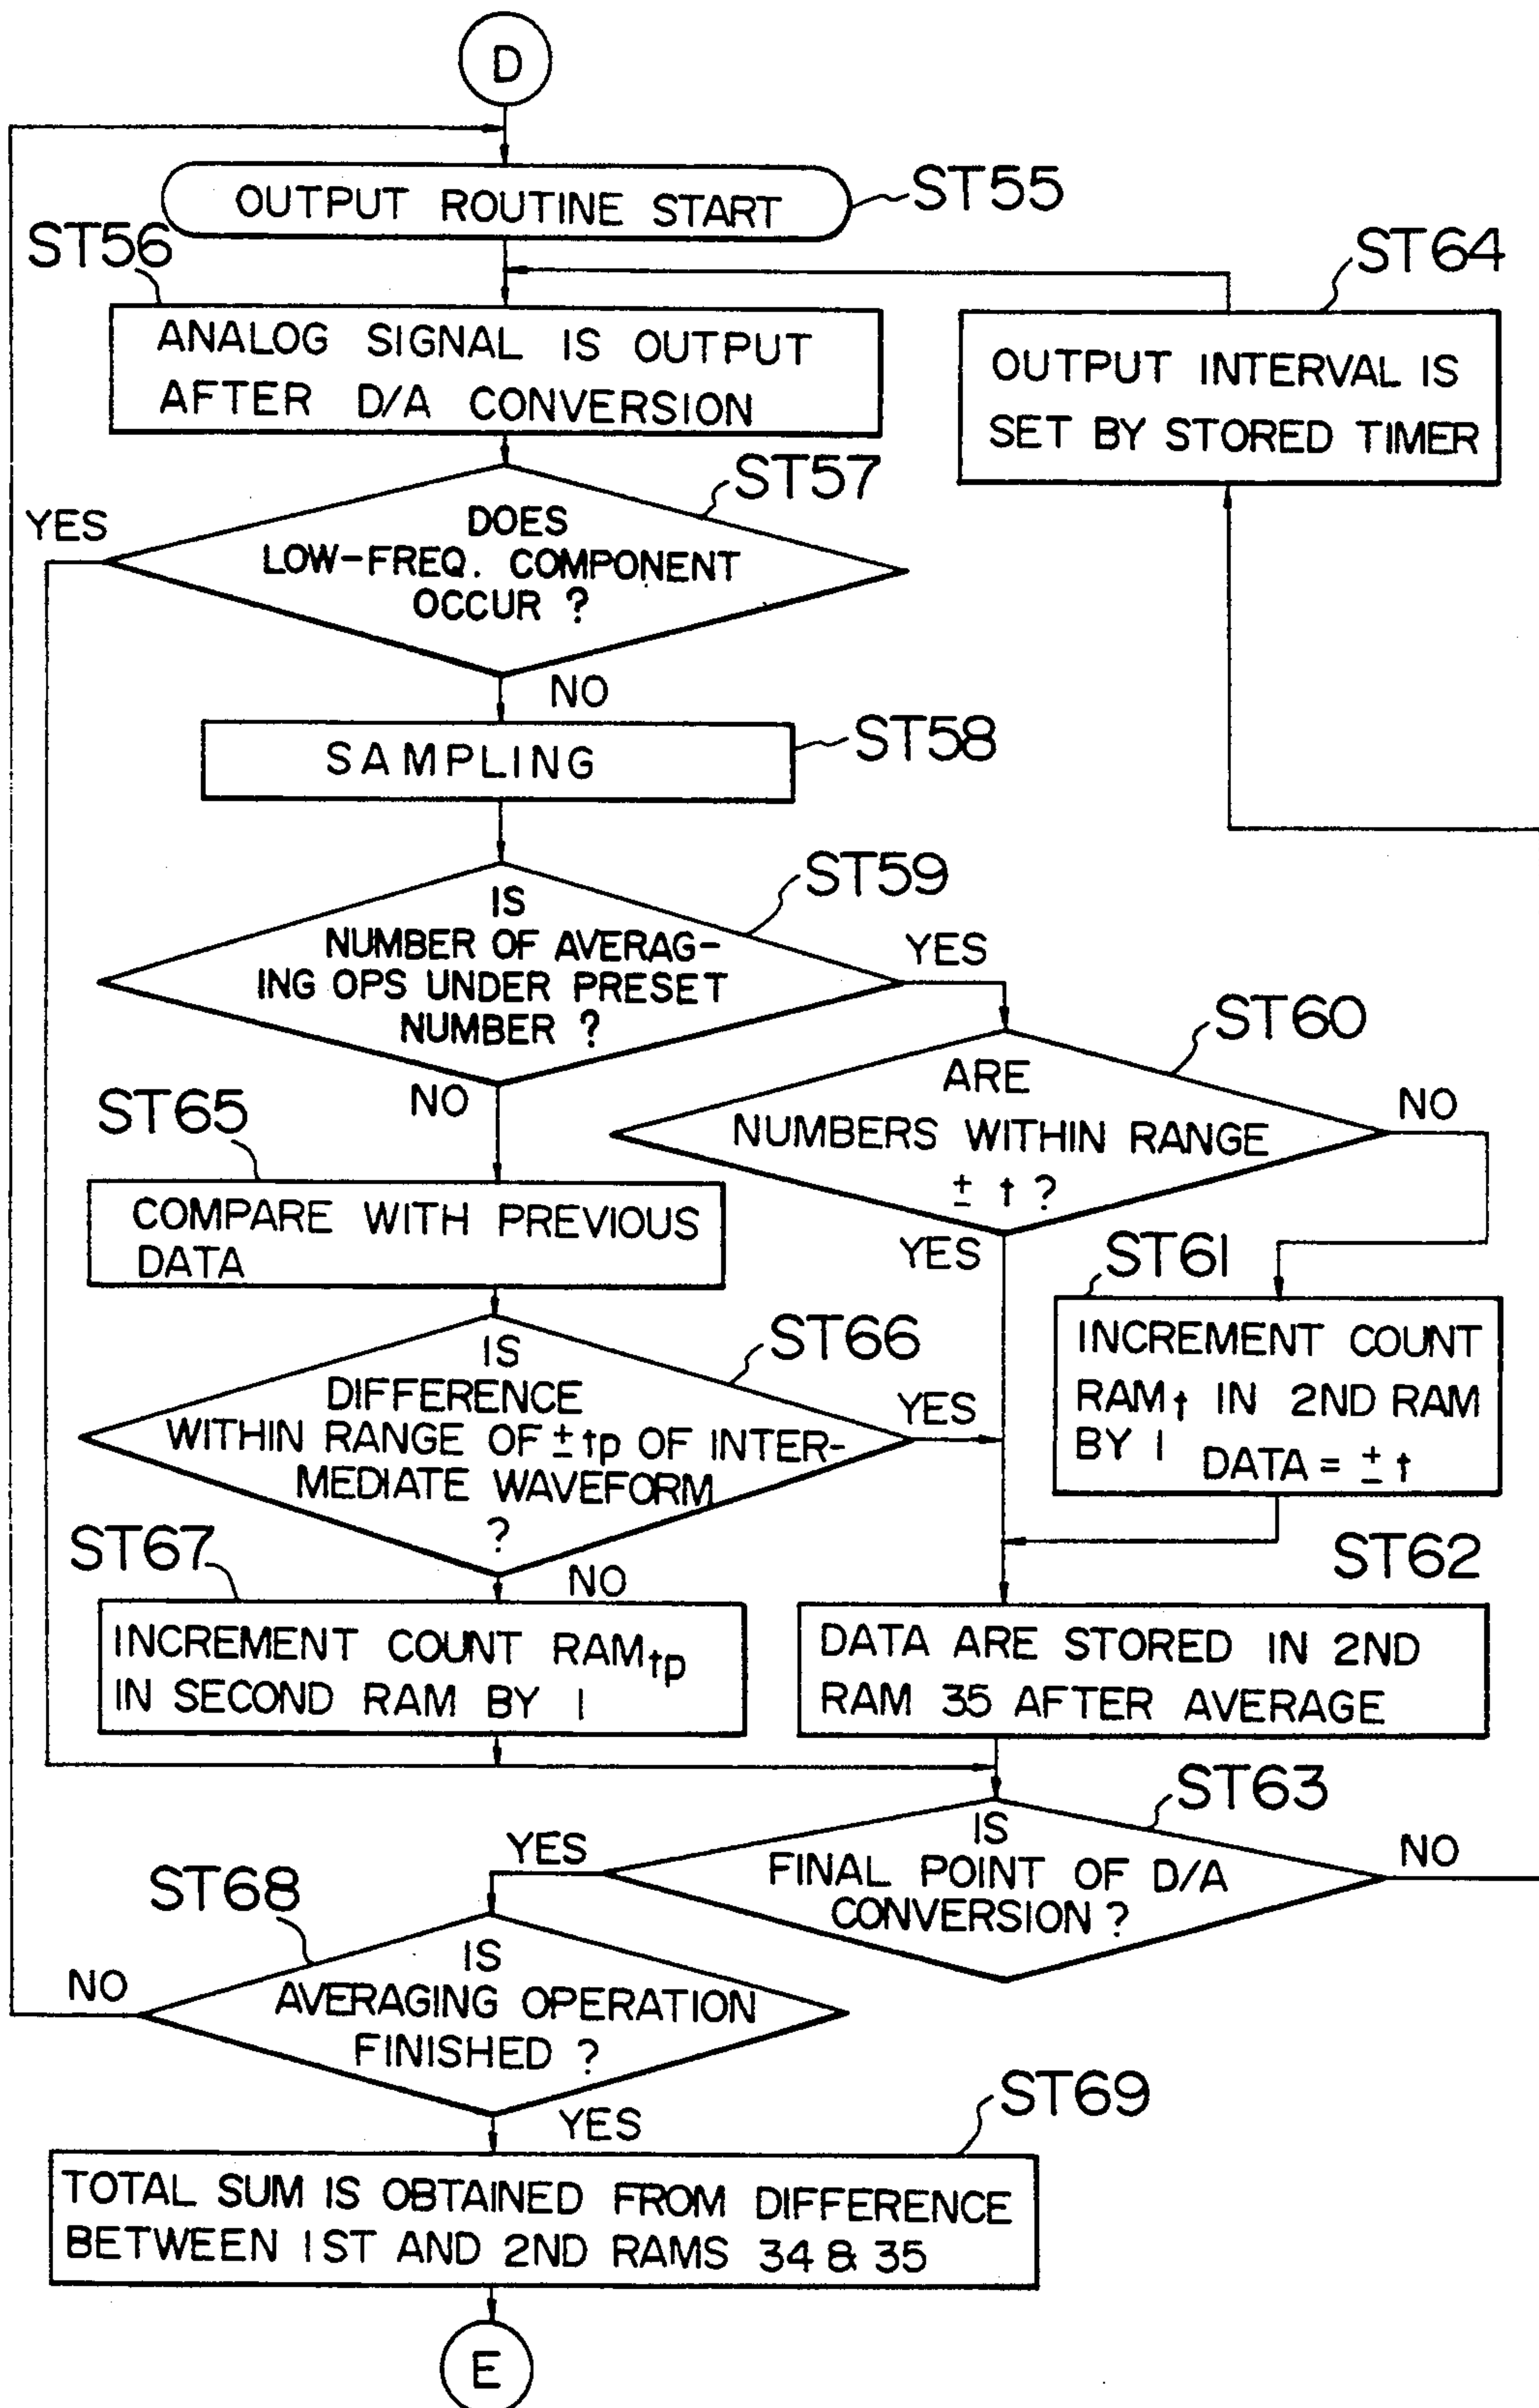 D
OUTPUT ROUTINE START
ST55
ST56
ST64
ANALOG SIGNAL IS OUTPUT
AFTER D/A CONVERSION
OUTPUT INTERVAL IS
SET BY STORED TIMER
ST57
YES
DOES
LOW-FREQ. COMPONENT
OCCUR ?
NO
SAMPLING
ST58
ST59
IS
NUMBER OF AVERAG-
ING OPS UNDER PRESET
NUMBER ?
YES
NO
ST60
ARE
NUMBERS WITHIN RANGE
± t ?
NO
YES
ST65
COMPARE WITH PREVIOUS
DATA
ST61
INCREMENT COUNT
RAMt IN 2ND RAM
BY 1 DATA = ± t
ST66
IS
DIFFERENCE
WITHIN RANGE OF ± tp OF INTER-
MEDIATE WAVEFORM
?
YES
NO
ST67
INCREMENT COUNT RAMtp
IN SECOND RAM BY 1
ST62
DATA ARE STORED IN 2ND
RAM 35 AFTER AVERAGE
ST63
IS
FINAL POINT OF D/A
CONVERSION ?
YES
NO
ST68
IS
AVERAGING OPERATION
FINISHED ?
NO
YES
ST69
TOTAL SUM IS OBTAINED FROM DIFFERENCE
BETWEEN 1ST AND 2ND RAMS 34 & 35
E